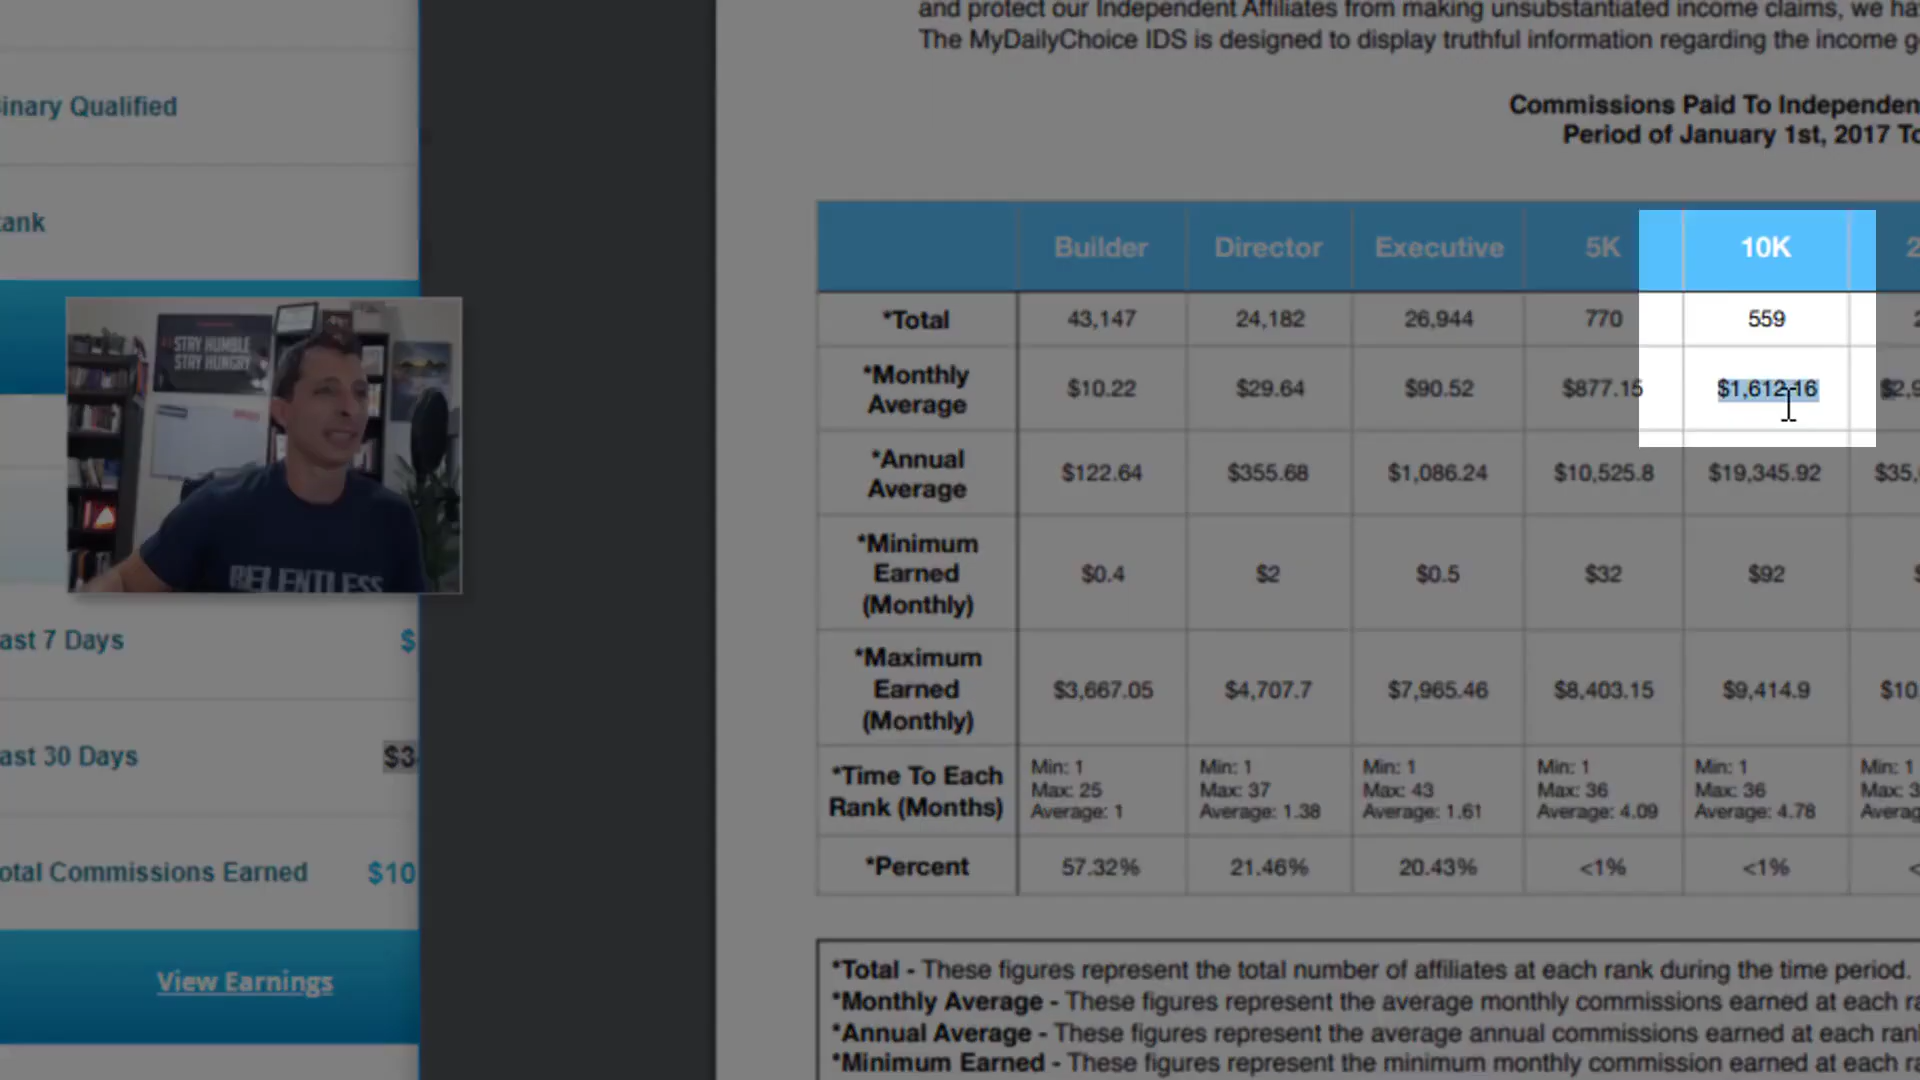 and protect our Independent Affiliates from making unsubstantiated income claims, we
The MyDailyChoice IDS is designed to display truthful information regarding the income
Commissions Paid To
Period of January 1st, 2017
Qualified
Builder Director Executive 5K 10K
*Total 43,147 24,182 26,944 770 559
*Monthly Average $10.22 $29.64 $90.52 $877.15 $1,612.16
*Annual Average $122.64 $355.68 $1,086.24 $10,525.8 $19,345.92
*Minimum Earned (Monthly) $0.4 $2 $0.5 $32 $92
*Maximum Earned (Monthly) $3,667.05 $4,707.7 $7,965.46 $8,403.15 $9,414.9
*Time To Each Rank (Months)
Min: 1 Min: 1 Min: 1 Min: 1 Min: 1 Min: 1
Max: 25 Max: 37 Max: 43 Max: 36 Max: 36
Average: 1 Average: 1.38 Average: 1.61 Average: 4.09 Average: 4.78
*Percent 57.32% 21.46% 20.43% <1% <1%
*Total - These figures represent the total number of affiliates at each rank during the time period.
*Monthly Average - These figures represent the average monthly commissions earned at each
*Annual Average - These figures represent the average annual commissions earned at each
*Minimum Earned - These figures represent the minimum monthly commission earned at each
STAY HUMBLE
STAY HUNGRY
RELENTLESS
7 Days $
30 Days $3
Commissions Earned $10
View Earnings